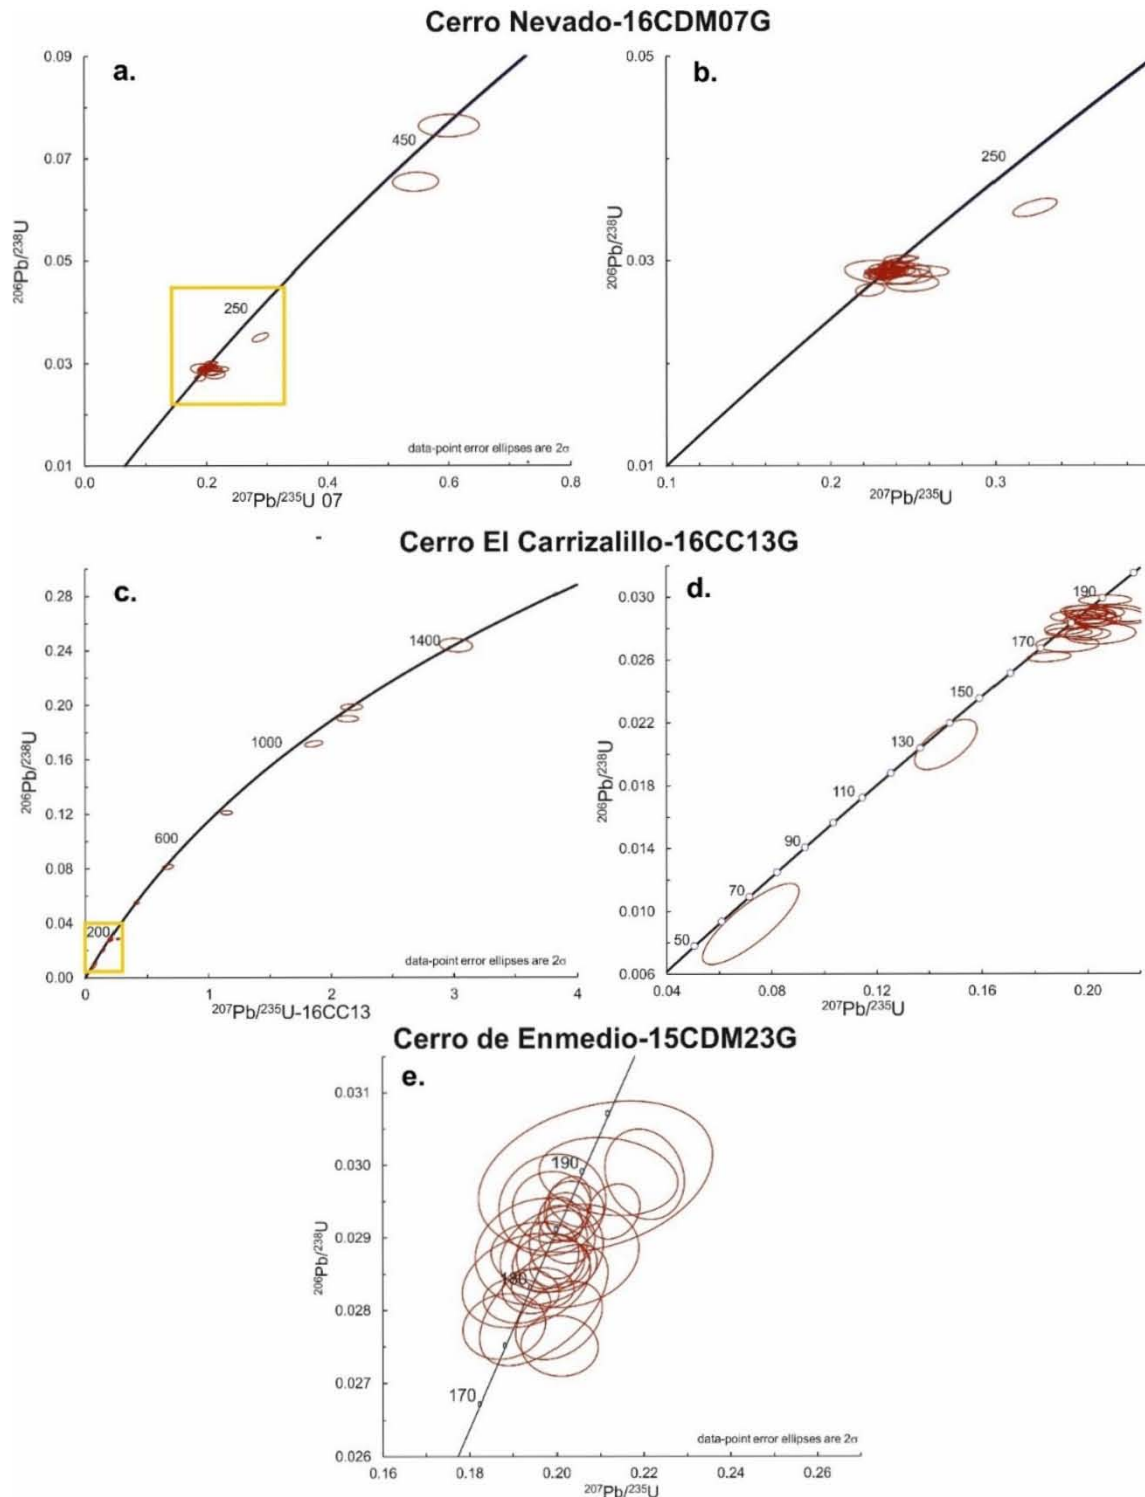 Cerro Nevado-16CDM07G
a.
0.09
0.07
0.05
0.03
0.01
450
250
206Pb/238U
data-point error ellipses are 2σ
0.0 0.2 0.4 0.6 0.8
207Pb/235U 07
b.
0.05
0.03
0.01
250
206Pb/238U
0.1 0.2 0.3
207Pb/235U
Cerro El Carrizalillo-16CC13G
c.
0.28
0.24
0.20
0.16
0.12
0.08
0.04
0.00
1400
1000
600
200
206Pb/238U
data-point error ellipses are 2σ
0 1 2 3 4
207Pb/235U-16CC13
d.
0.030
0.026
0.022
0.018
0.014
0.010
0.006
190
170
150
130
110
90
70
50
206Pb/238U
0.04 0.08 0.12 0.16 0.20
207Pb/235U
Cerro de Enmedio-15CDM23G
e.
0.031
0.030
0.029
0.028
0.027
0.026
190
170
206Pb/238U
data-point error ellipses are 2σ
0.16 0.18 0.20 0.22 0.24 0.26
207Pb/235U